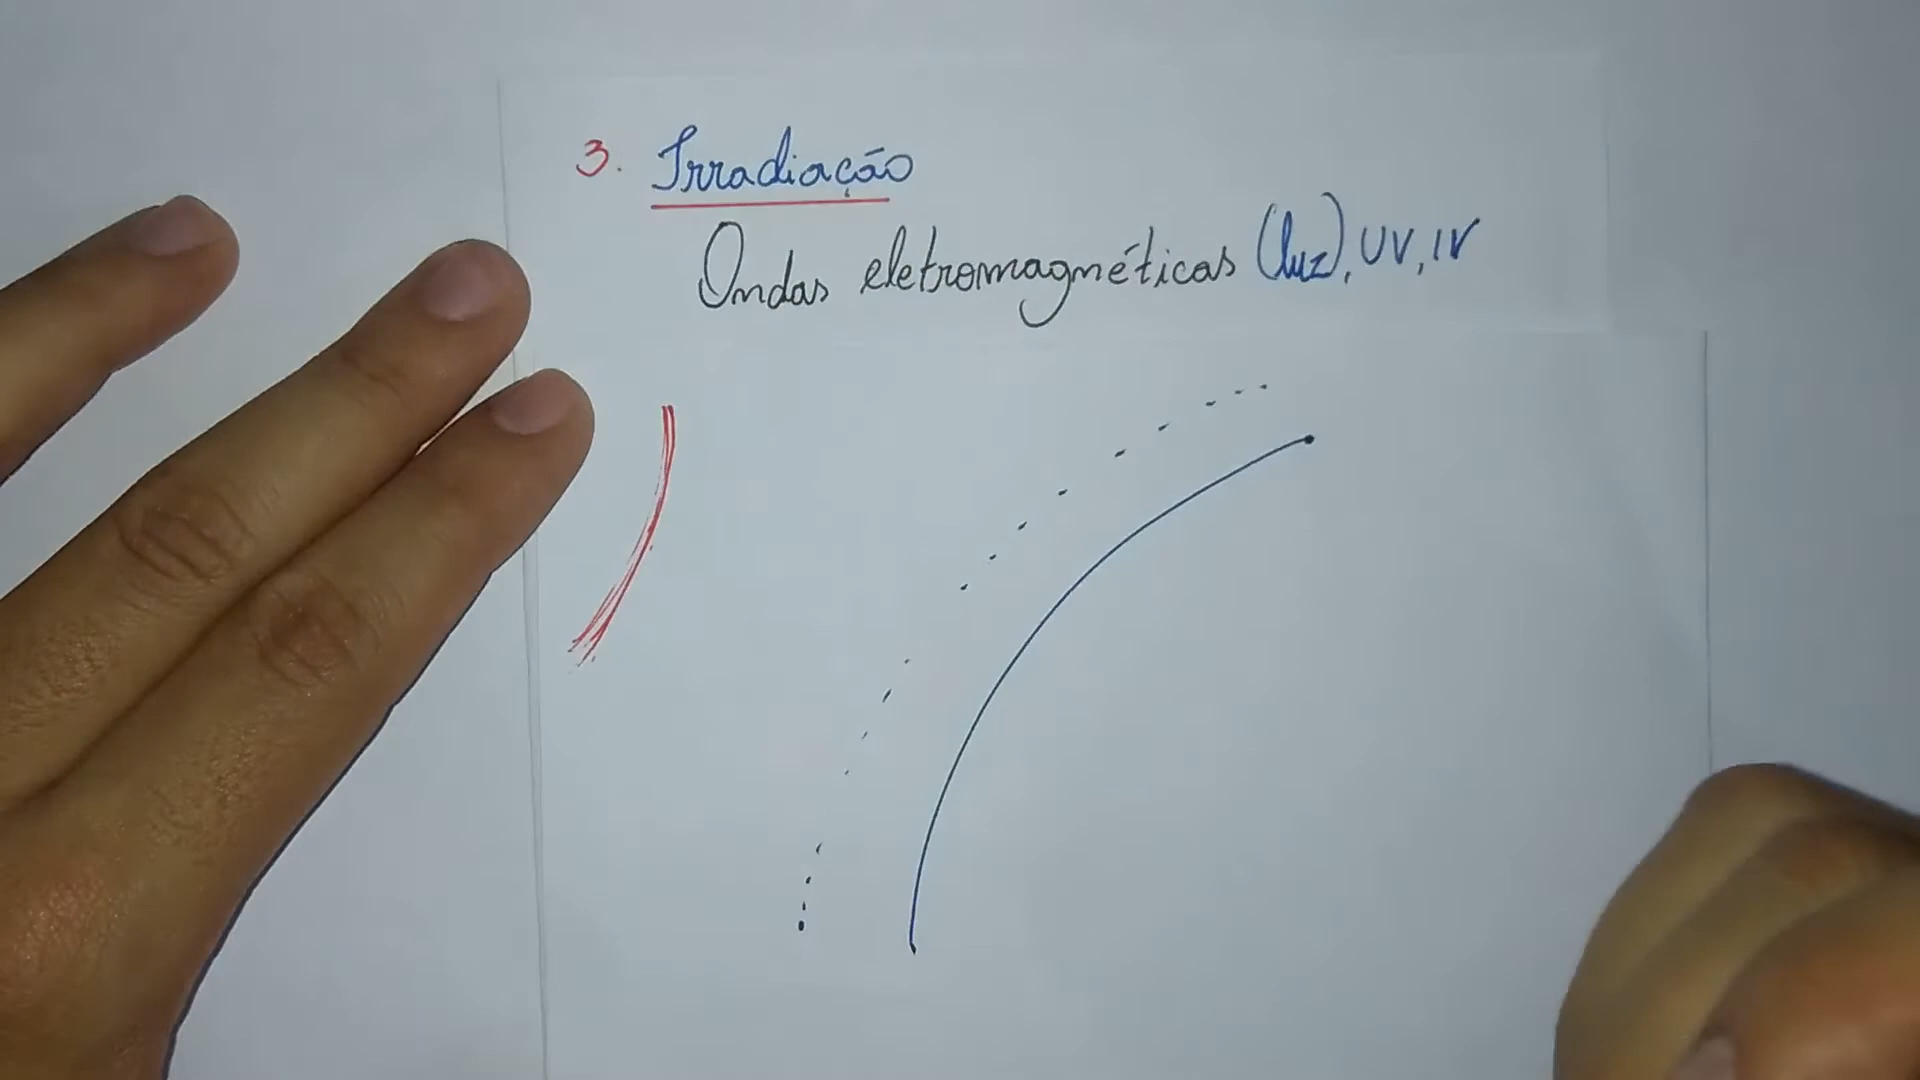 3. Irradiação
Ondas eletromagnéticas (luz), UV, IV